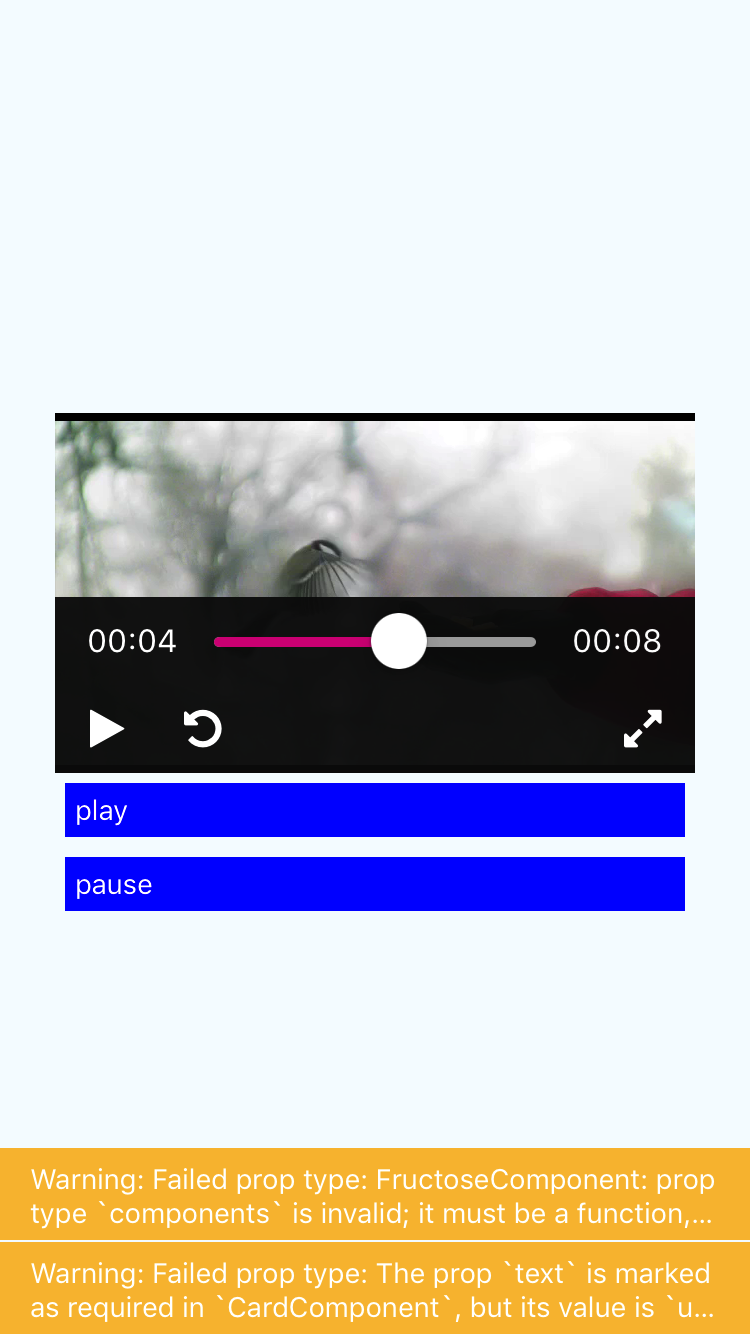 00:04 00:08
play
pause
Warning: Failed prop type: FructoseComponent: prop
type `components` is invalid; it must be a function,...
Warning: Failed prop type: The prop `text` is marked
as required in `CardComponent`, but its value is `u...